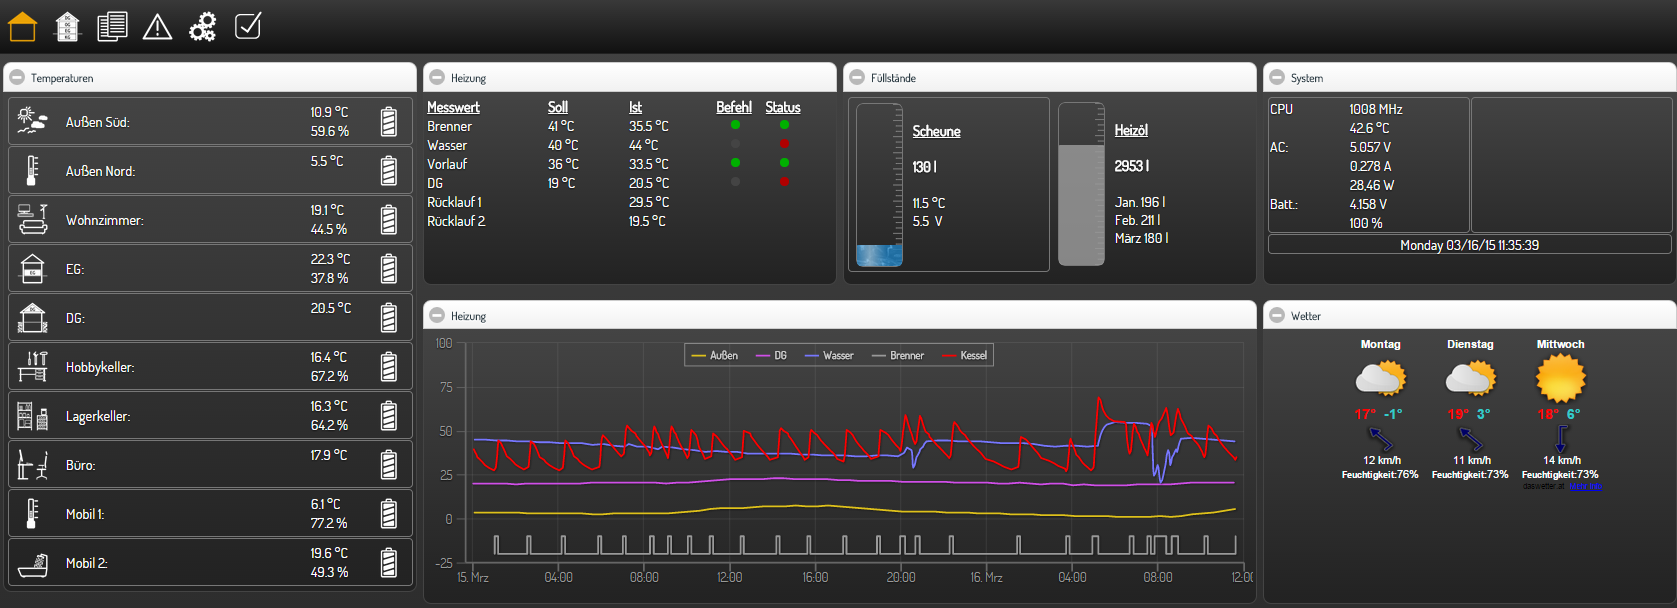 Temperaturen
Außen Süd: 10.9 °C
59.6 %
Außen Nord: 5.5 °C
Wohnzimmer: 19.1 °C
44.5 %
EG: 22.3 °C
37.8 %
DG: 20.5 °C
Hobbykeller: 16.4 °C
67.2 %
Lagerkeller: 16.3 °C
64.2 %
Büro: 17.9 °C
Mobil 1: 6.1 °C
77.2 %
Mobil 2: 19.6 °C
49.3 %
Heizung
Messwert Soll Ist Befehl Status
Brenner 41 °C 35.5 °C
Wasser 40 °C 44 °C
Vorlauf 36 °C 33.5 °C
DG 19 °C 20.5 °C
Rücklauf 1 29.5 °C
Rücklauf 2 19.5 °C
Füllstände
Scheune
130 l
11.5 °C
5.5 V
Heizöl
2953 l
Jan. 196 l
Feb. 211 l
März 180 l
System
CPU 1008 MHz
42.6 °C
AC: 5.057 V
0.278 A
28,46 W
Batt.: 4.158 V
100 %
Monday 03/16/15 11:35:39
Heizung
Außen DG Wasser Brenner Kessel
100
75
50
25
0
-25
15. Mrz 04:00 08:00 12:00 16:00 20:00 16. Mrz 04:00 08:00 12:00
Wetter
Montag Dienstag Mittwoch
17° -1° 19° 3° 18° 6°
12 km/h 11 km/h 14 km/h
Feuchtigkeit:76% Feuchtigkeit:73% Feuchtigkeit:73%
daswetter.at